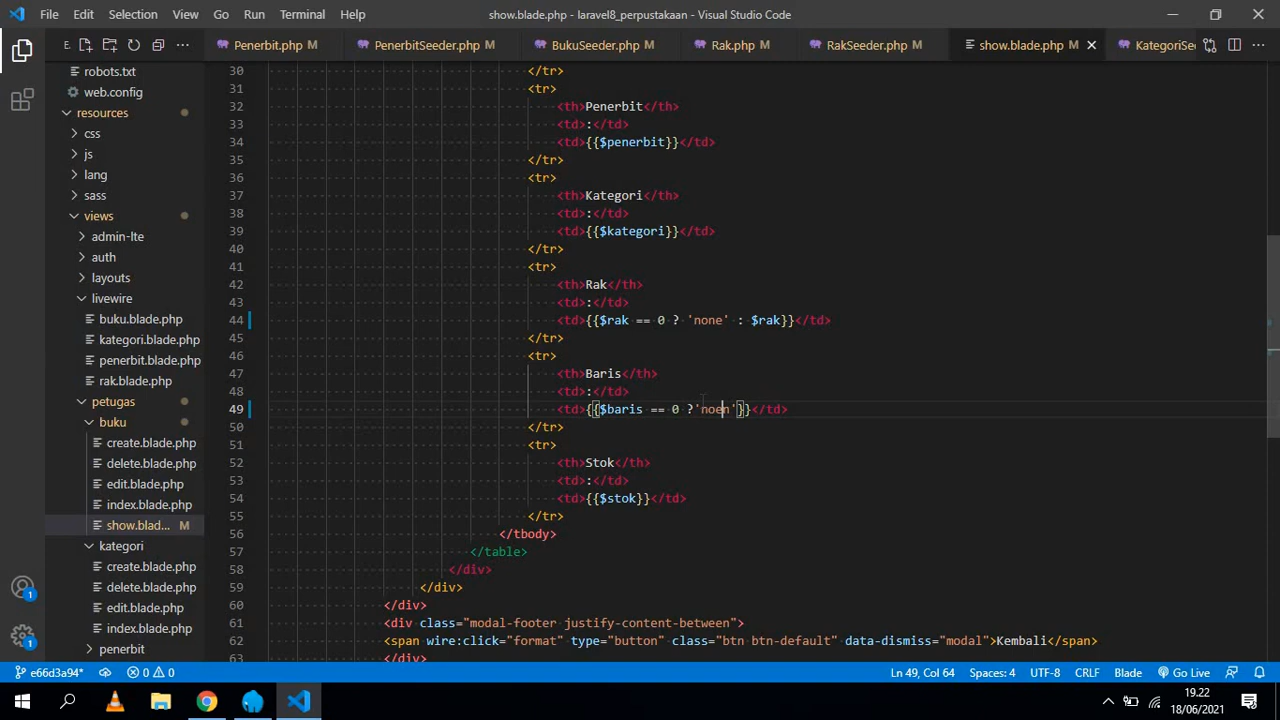 File Edit Selection View Go Run Terminal Help show.blade.php - laravel8_perpustakaan - Visual Studio Code
E.
Penerbit.php M
PenerbitSeeder.php M
BukuSeeder.php M
Rak.php M
RakSeeder.php M
show.blade.php M
KategoriSee
robots.txt
web.config
resources
css
js
lang
sass
views
admin-lte
auth
layouts
livewire
buku.blade.php
kategori.blade.php
penerbit.blade.php
rak.blade.php
petugas
buku
create.blade.php
delete.blade.php
edit.blade.php
index.blade.php
show.blad... M
kategori
create.blade.php
delete.blade.php
edit.blade.php
index.blade.php
penerbit
30 </tr>
31 <tr>
32 <th>Penerbit</th>
33 <td>:</td>
34 <td>{{$penerbit}}</td>
35 </tr>
36 <tr>
37 <th>Kategori</th>
38 <td>:</td>
39 <td>{{$kategori}}</td>
40 </tr>
41 <tr>
42 <th>Rak</th>
43 <td>:</td>
44 <td>{{$rak == 0 ? 'none' : $rak}}</td>
45 </tr>
46 <tr>
47 <th>Baris</th>
48 <td>:</td>
49 <td>{{$baris == 0 ?'noen'}}</td>
50 </tr>
51 <tr>
52 <th>Stok</th>
53 <td>:</td>
54 <td>{{$stok}}</td>
55 </tr>
56 </tbody>
57 </table>
58 </div>
59 </div>
60 </div>
61 <div class="modal-footer justify-content-between">
62 <span wire:click="format" type="button" class="btn btn-default" data-dismiss="modal">Kembali</span>
63 </div>
1
1
e66d3a94* 0 0 Ln 49, Col 64 Spaces: 4 UTF-8 CRLF Blade Go Live
19.22
18/06/2021